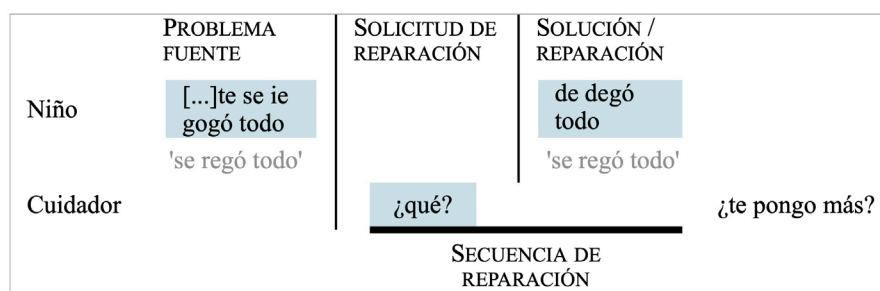 PROBLEMA FUENTE
SOLICITUD DE REPARACIÓN
SOLUCIÓN / REPARACIÓN
Niño
[...]te se ie
gogó todo
de degó
todo
'se regó todo'
'se regó todo'
Cuidador
¿qué?
¿te pongo más?
SECUENCIA DE
REPARACIÓN